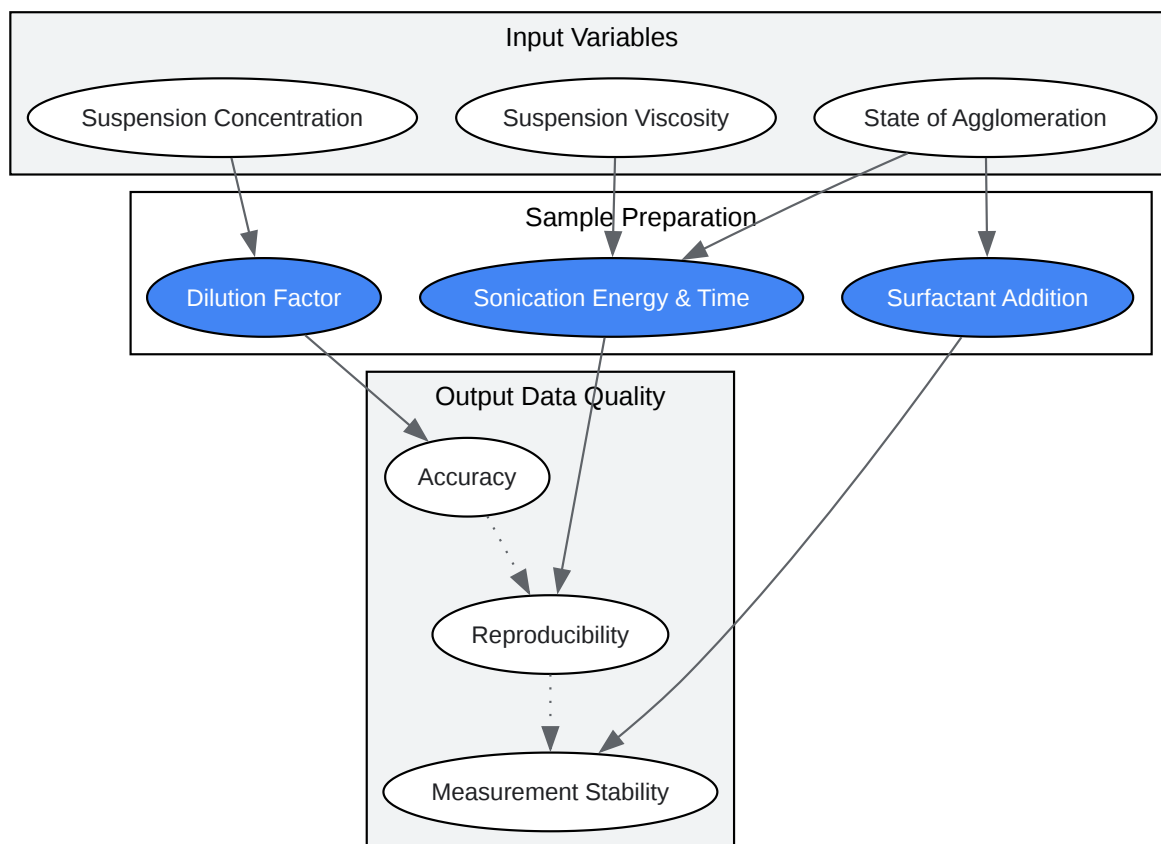 Input Variables
Suspension Concentration
Suspension Viscosity
State of Agglomeration
Sample Preparation
Dilution Factor
Sonication Energy & Time
Surfactant Addition
Output Data Quality
Accuracy
Reproducibility
Measurement Stability